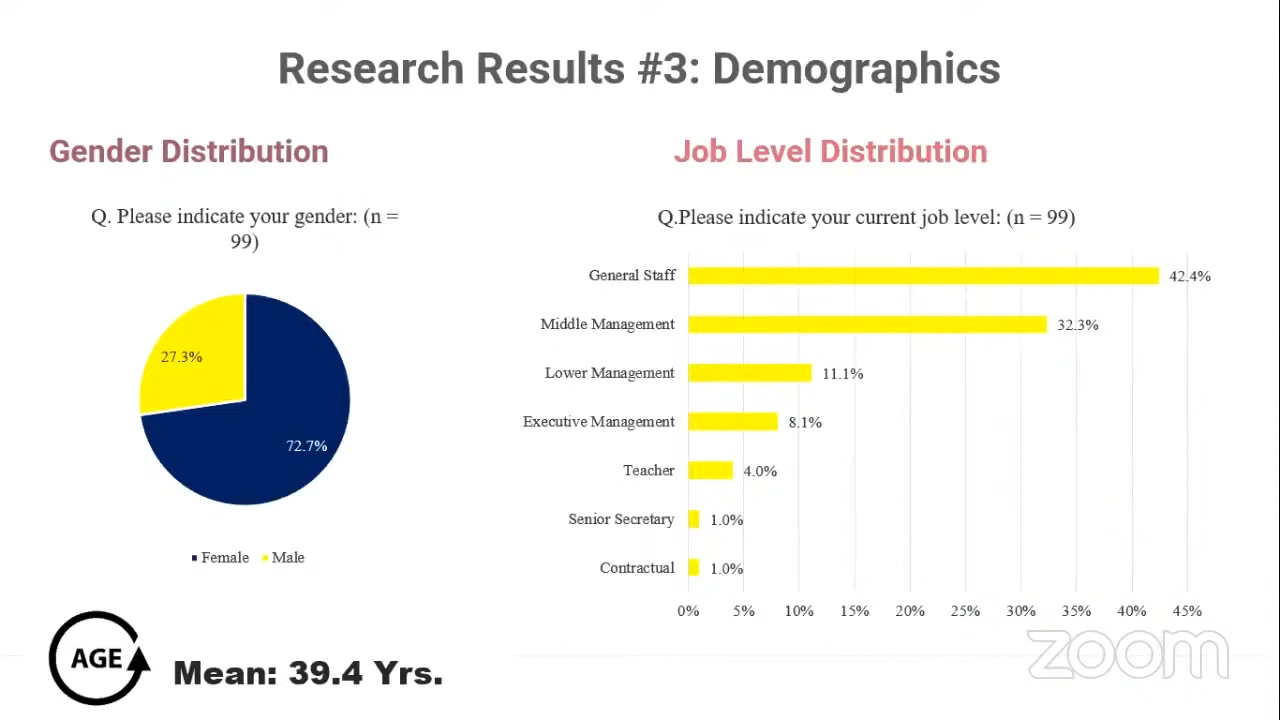 Research Results #3: Demographics
Gender Distribution
Q. Please indicate your gender: (n =
99)
27.3%
72.7%
Female Male
AGE
Mean: 39.4 Yrs.
Job Level Distribution
Q.Please indicate your current job level: (n = 99)
General Staff 42.4%
Middle Management 32.3%
Lower Management 11.1%
Executive Management 8.1%
Teacher 4.0%
Senior Secretary 1.0%
Contractual 1.0%
0% 5% 10% 15% 20% 25% 30% 35% 40% 45%
zoom